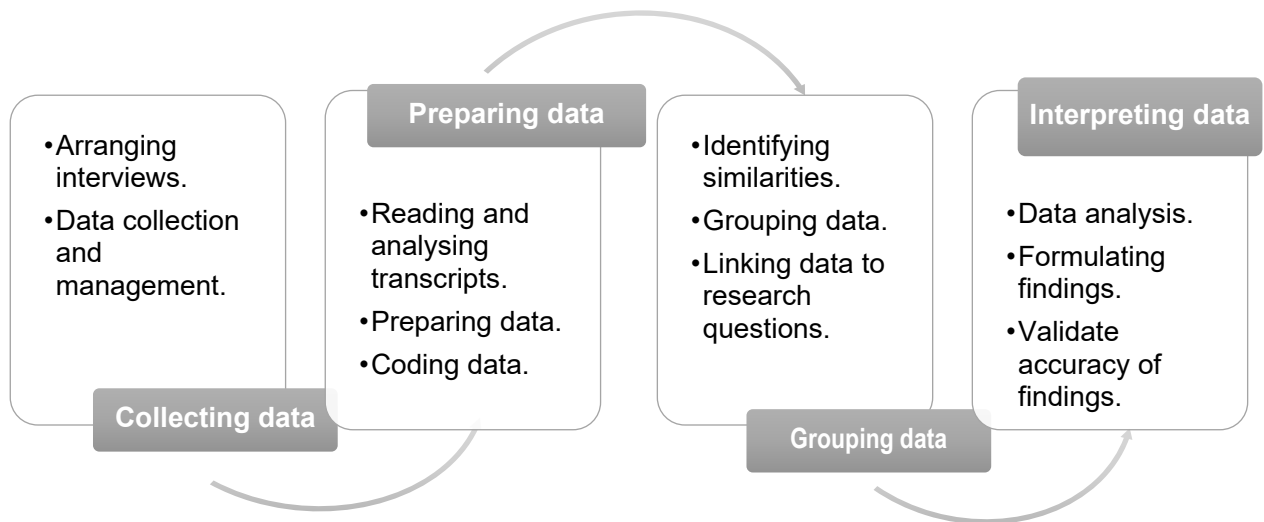 •Arranging
interviews.
•Data collection
and
management.
Collecting data
Preparing data
•Reading and
analysing
transcripts.
•Preparing data.
•Coding data.
•Identifying
similarities.
•Grouping data.
•Linking data to
research
questions.
Grouping data
Interpreting data
•Data analysis.
•Formulating
findings.
•Validate
accuracy of
findings.